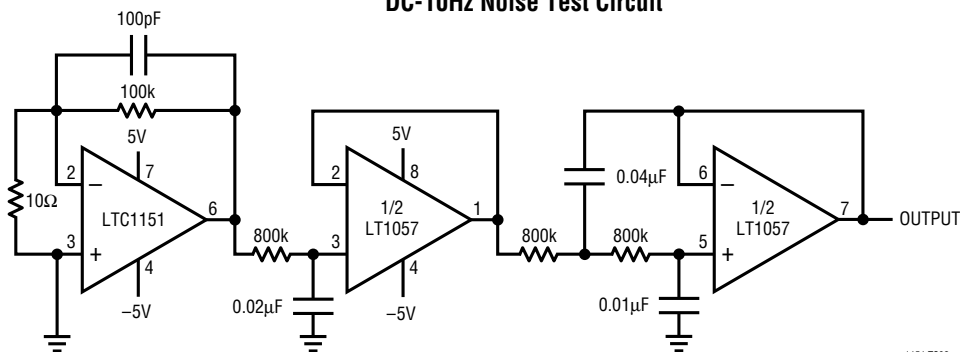 DC-10Hz Noise Test Circuit
100pF
100k
5V
7
2
–
10Ω
LTC1151
6
3
+
4
–5V
800k
0.02µF
5V
8
2
–
1/2
LT1057
1
3
+
4
–5V
800k
0.04µF
800k
0.01µF
6
–
1/2
LT1057
7
5
+
OUTPUT